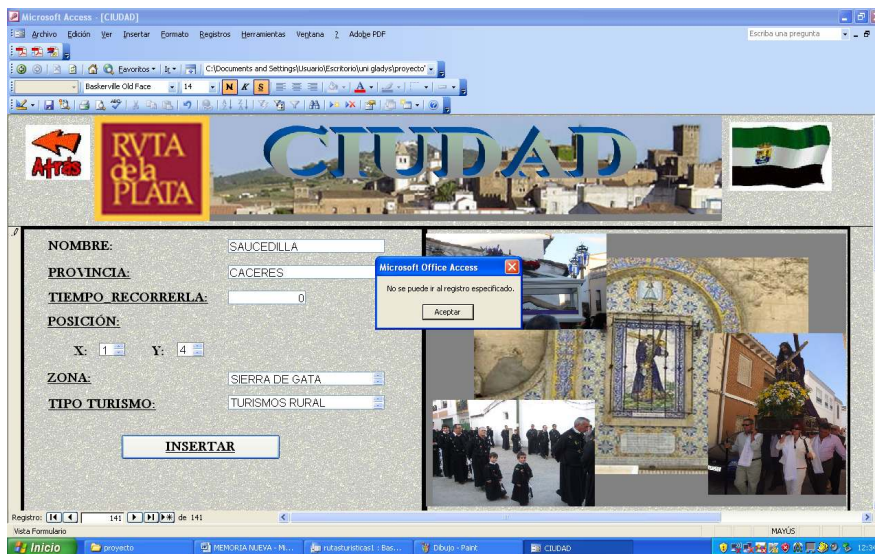 Microsoft Access - [CIUDAD]
Archivo Edición Ver Insertar Formato Registros Herramientas Ventana ? Adobe PDF
Escriba una pregunta
Favoritos Ir C:\Documents and Settings\Usuario\Escritorio\uni gladys\proyecto'
Baskerville Old Face 14 N K S
Atrás
RVTA
de la
PLATA
CIUDAD
NOMBRE: SAUCEDILLA
PROVINCIA: CACERES
TIEMPO_RECORRERLA: 0
POSICIÓN:
X: 1 Y: 4
ZONA: SIERRA DE GATA
TIPO TURISMO: TURISMOS RURAL
INSERTAR
Microsoft Office Access
No se puede ir al registro especificado.
Aceptar
Registro: 141 de 141
Vista Formulario
MAYÚS
Inicio proyecto MEMORIA NUEVA - Mi... rutasturisticas1 : Bas... Dibujo - Paint CIUDAD